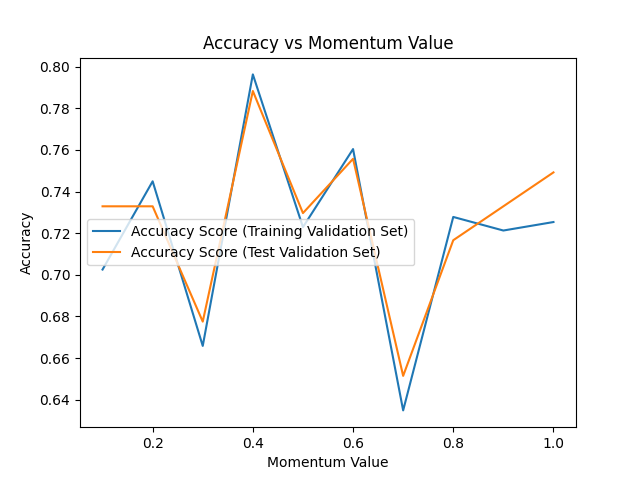 Accuracy vs Momentum Value
Accuracy
0.80
0.78
0.76
0.74
0.72
0.70
0.68
0.66
0.64
Accuracy Score (Training Validation Set)
Accuracy Score (Test Validation Set)
0.2 0.4 0.6 0.8 1.0
Momentum Value